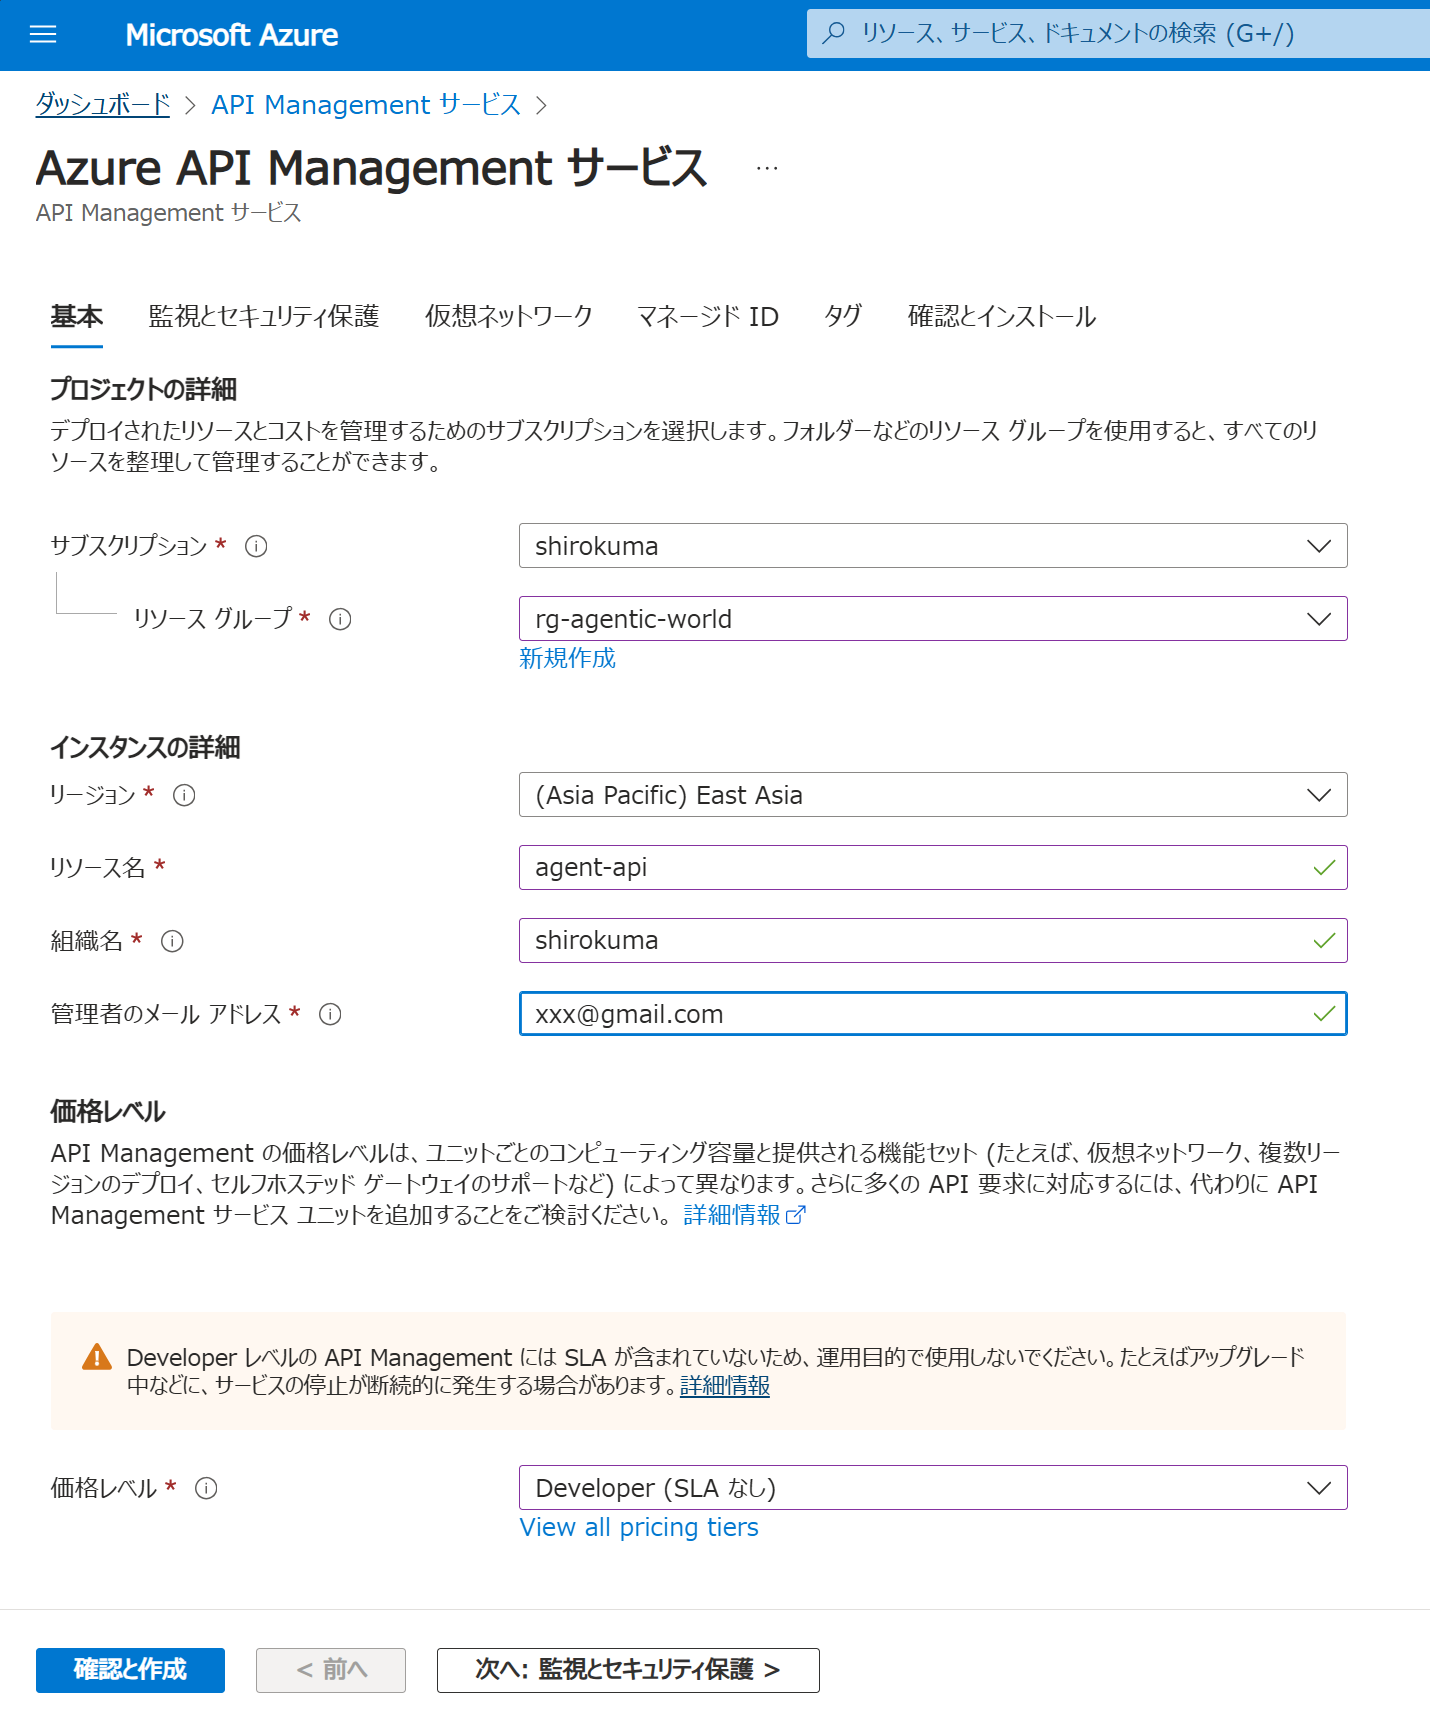 Microsoft Azure
リソース、サービス、ドキュメントの検索 (G+/)
ダッシュボード > API Management サービス >
Azure API Management サービス ...
API Management サービス
基本 監視とセキュリティ保護 仮想ネットワーク マネージド ID タグ 確認とインストール
プロジェクトの詳細
デプロイされたリソースとコストを管理するためのサブスクリプションを選択します。フォルダーなどのリソース グループを使用すると、すべてのリ
ソースを整理して管理することができます。
サブスクリプション * shirokuma
リソース グループ * rg-agentic-world
新規作成
インスタンスの詳細
リージョン * (Asia Pacific) East Asia
リソース名 * agent-api
組織名 * shirokuma
管理者のメール アドレス * xxx@gmail.com
価格レベル
API Management の価格レベルは、ユニットごとのコンピューティング容量と提供される機能セット (たとえば、仮想ネットワーク、複数リー
ジョンのデプロイ、セルフホステッド ゲートウェイのサポートなど) によって異なります。さらに多くの API 要求に対応するには、代わりに API
Management サービス ユニットを追加することをご検討ください。 詳細情報
Developer レベルの API Management には SLA が含まれていないため、運用目的で使用しないでください。たとえばアップグレード
中などに、サービスの停止が断続的に発生する場合があります。詳細情報
価格レベル * Developer (SLA なし)
View all pricing tiers
確認と作成 < 前へ 次へ: 監視とセキュリティ保護 >